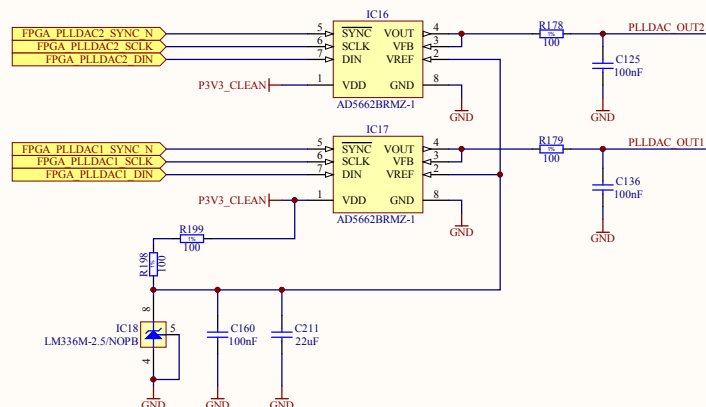 IC16
FPGA_PLLDAC2_SYNC_N 5 SYNC VOUT 4 R178 PLLDAC_OUT2
FPGA_PLLDAC2_SCLK 6 SCLK VFB 3 1%
FPGA_PLLDAC2_DIN 7 DIN VREF 2 100
C125
P3V3_CLEAN 1 VDD GND 8 100nF
AD5662BRMZ-1
GND GND
IC17
FPGA_PLLDAC1_SYNC_N 5 SYNC VOUT 4 R179 PLLDAC_OUT1
FPGA_PLLDAC1_SCLK 6 SCLK VFB 3 1%
FPGA_PLLDAC1_DIN 7 DIN VREF 2 100
C136
P3V3_CLEAN 1 VDD GND 8 100nF
AD5662BRMZ-1
GND GND
R199
1%
100
R198
1%
100
8
IC18 5
LM336M-2.5/NOPB
4
C160
100nF
C211
22uF
GND GND GND